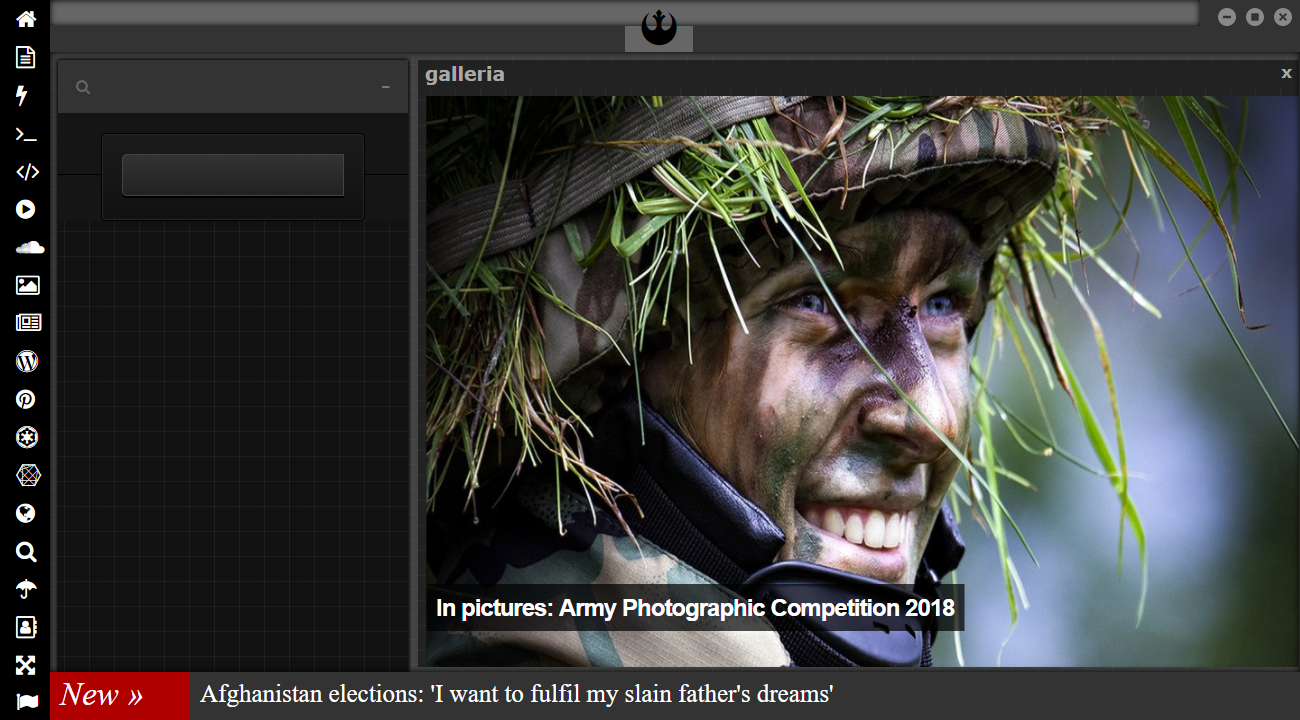 galleria
x
In pictures: Army Photographic Competition 2018
New »
Afghanistan elections: 'I want to fulfil my slain father's dreams'